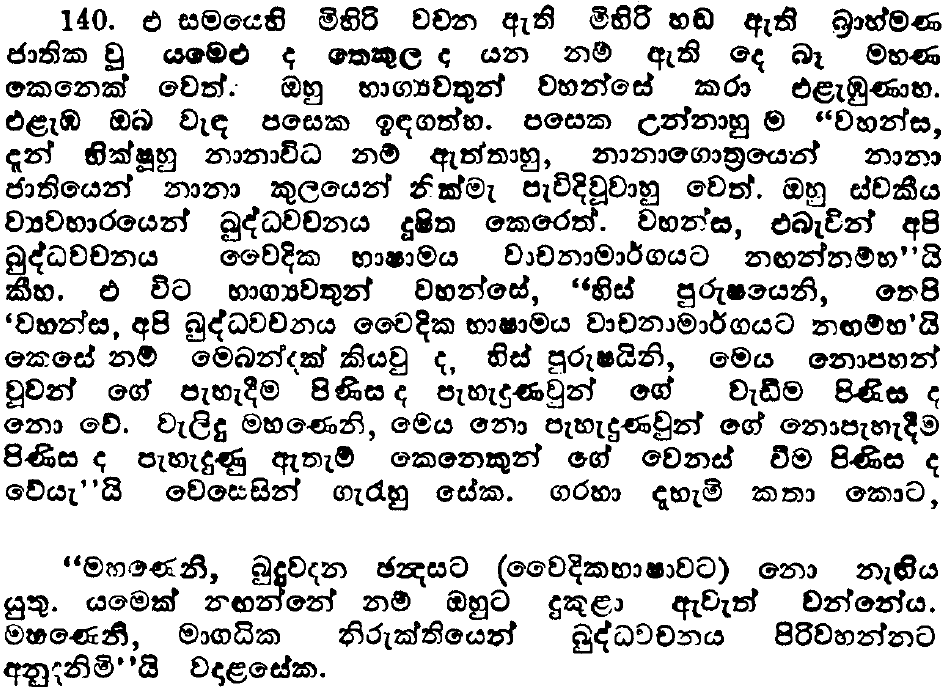 140. එ සමයෙහි මිහිරි වචන ඇති මිහිරි හඬ ඇති බ්‍රාහ්මණ
ජාතික වූ යමෙළු ද තෙකුල ද යන නම් ඇති දෙ බෑ මහණ
කෙනෙක් වෙත්. ඔහු භාග්‍යවතුන් වහන්සේ කරා එළැඹුණාහ.
එළැඹ ඔබ වැඳ පසෙක ඉඳගත්හ. පසෙක උන්නාහු ම “වහන්ස,
දැන් භික්ෂූහු නානාවිධ නම් ඇත්තාහු, නානාගොත්‍රයෙන් නානා
ජාතියෙන් නානා කුලයෙන් නික්මැ පැවිදිවූවාහු වෙත්. ඔහු ස්වකීය
ව්‍යවහාරයෙන් බුද්ධවචනය දූෂිත කෙරෙත්. වහන්ස, එබැවින් අපි
බුද්ධවචනය වෛදික භාෂාමය වාචනාමාර්ගයට නඟන්නම්හ’’යි
කීහ. එ විට භාග්‍යවතුන් වහන්සේ, “හිස් පුරුෂයෙනි, තෙපි
‘වහන්ස, අපි බුද්ධවචනය වෛදික භාෂාමය වාචනාමාර්ගයට නඟම්හ’යි
කෙසේ නම් මෙබන්දක් කියවු ද, හිස් පුරුෂයිනි, මෙය නොපහන්
වූවන් ගේ පැහැදීම පිණිස ද පැහැදුණවුන් ගේ වැඩීම පිණිස ද
නො වේ. වැලිදු මහණෙනි, මෙය නො පැහැදුණවුන් ගේ නොපැහැදීම
පිණිස ද පැහැදුණු ඇතැම් කෙනෙකුන් ගේ වෙනස් වීම පිණිස ද
වේයැ’’යි වෙසෙසින් ගැරැහූ සේක. ගරහා දැහැමි කතා කොට,
“මහණෙනි, බුදුවදන ඡන්‍දසට (වෛදිකභාෂාවට) නො නැඟිය
යුතු. යමෙක් නඟන්නේ නම් ඔහුට දුකුළා ඇවැත් වන්නේය.
මහණෙනි, මාගධික නිරුක්තියෙන් බුද්ධවචනය පිරිවහන්නට
අනුදැනිමි’’යි වදාළසේක.